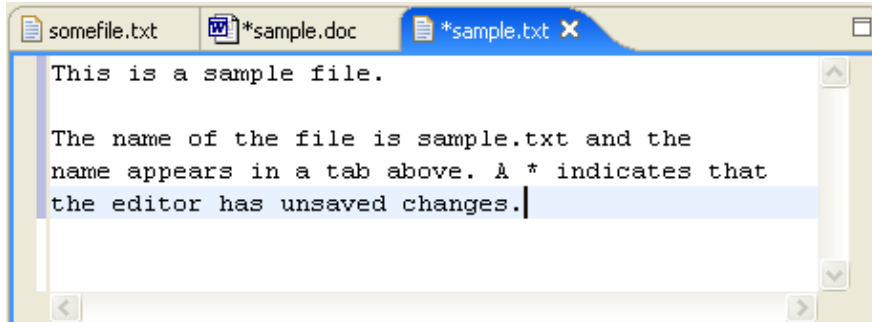 somefile.txt *sample.doc *sample.txt
This is a sample file.
The name of the file is sample.txt and the
name appears in a tab above. A * indicates that
the editor has unsaved changes.